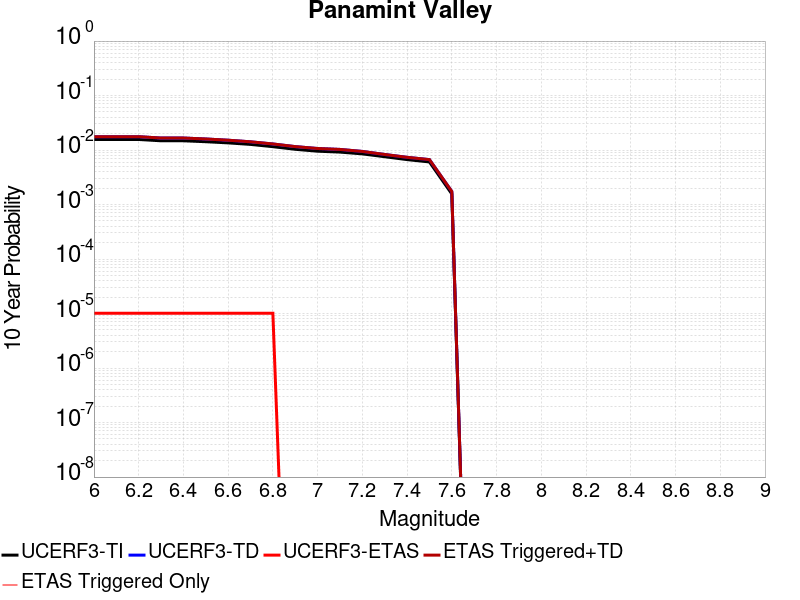 Panamint Valley
10^0
10^-1
10^-2
10^-3
10^-4
10^-5
10^-6
10^-7
10^-8
10 Year Probability
6 6.2 6.4 6.6 6.8 7 7.2 7.4 7.6 7.8 8 8.2 8.4 8.6 8.8 9
Magnitude
UCERF3-TI UCERF3-TD UCERF3-ETAS ETAS Triggered+TD
ETAS Triggered Only